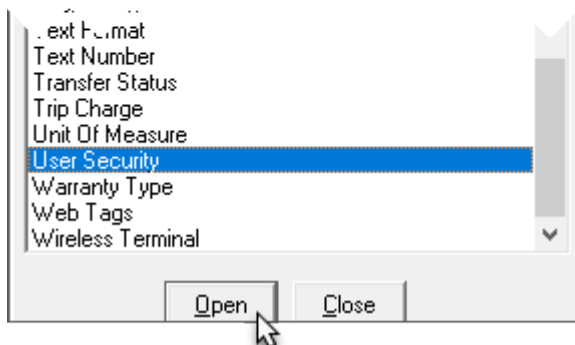 Text Number
Transfer Status
Trip Charge
Unit Of Measure
User Security
Warranty Type
Web Tags
Wireless Terminal
Open Close